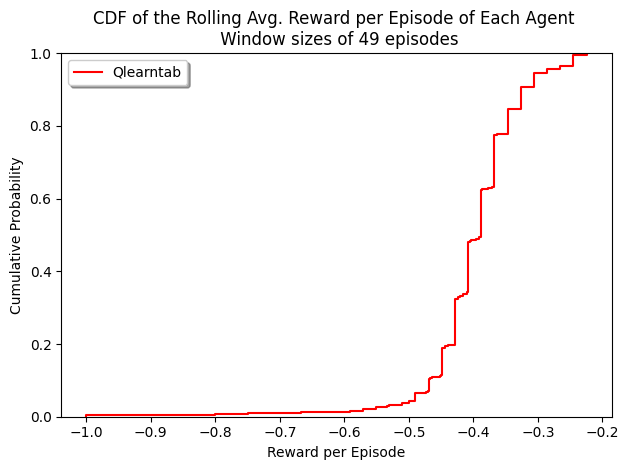 CDF of the Rolling Avg. Reward per Episode of Each Agent
Window sizes of 49 episodes
Qlearntab
1.0
0.8
0.6
0.4
0.2
0.0
Cumulative Probability
−1.0 −0.9 −0.8 −0.7 −0.6 −0.5 −0.4 −0.3 −0.2
Reward per Episode